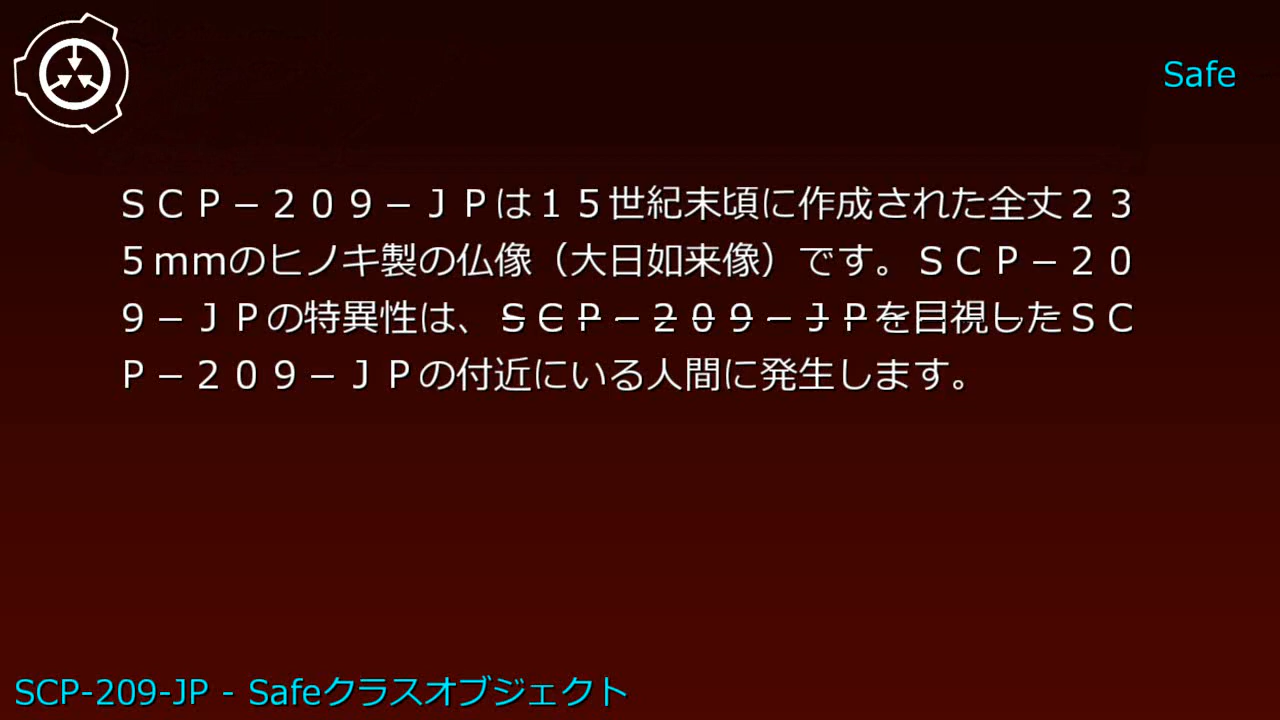 Safe
SCP－209－JPは15世紀末頃に作成された全丈23
5mmのヒノキ製の仏像（大日如来像）です。SCP－20
9－JPの特異性は、SCP－209－JPを目視したSC
P－209－JPの付近にいる人間に発生します。
SCP-209-JP - Safeクラスオブジェクト